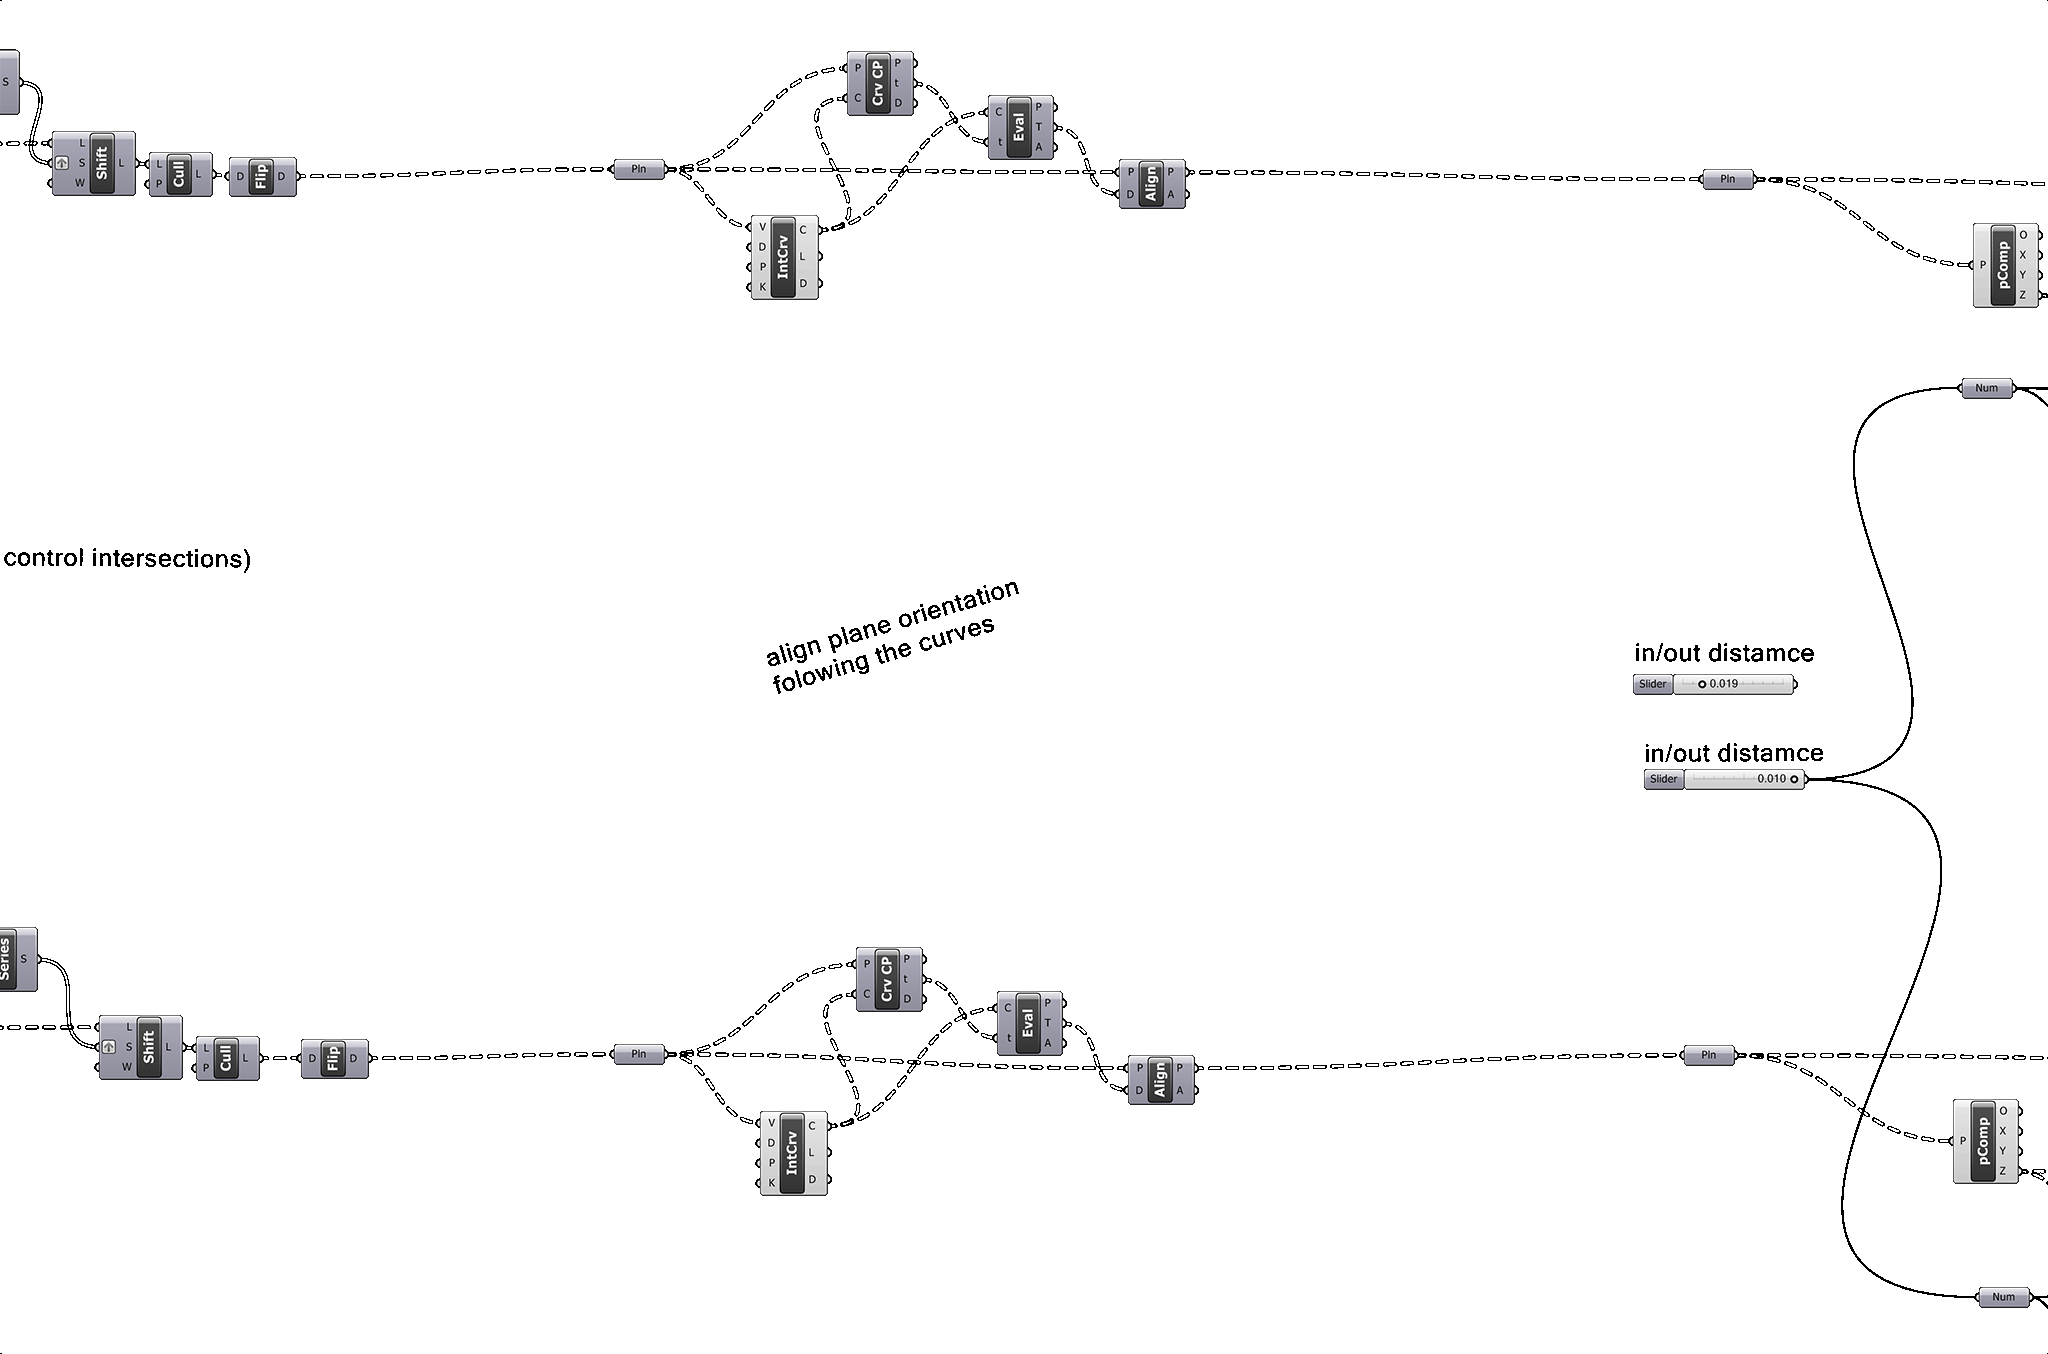 S
L
S
W
Shift
L
L
P
Cull
L
D
Flip
D
Pln
P
C
Crv CP
P
t
D
C
t
Eval
P
T
A
V
D
P
K
IntCrv
C
L
D
P
D
Align
P
A
Pln
P
pComp
O
X
Y
Z
Num
control intersections)
align plane orientation
folowing the curves
in/out distamce
Slider 0.019
in/out distamce
Slider 0.010
Series
S
L
S
W
Shift
L
L
P
Cull
L
D
Flip
D
Pln
P
C
Crv CP
P
t
D
C
t
Eval
P
T
A
V
D
P
K
IntCrv
C
L
D
P
D
Align
P
A
Pln
P
pComp
O
X
Y
Z
Num